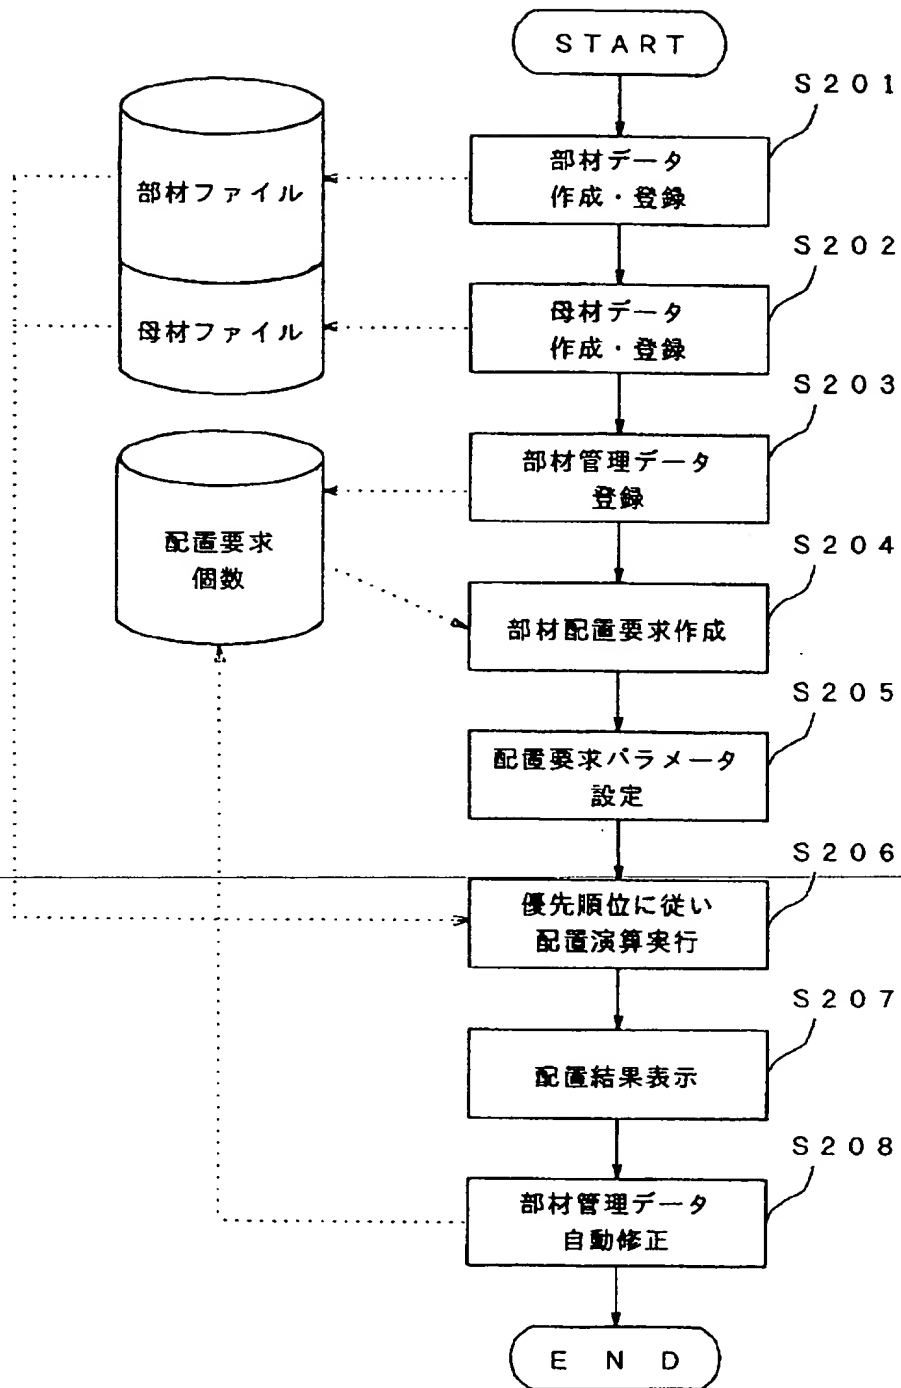 START
S201
部材データ
作成・登録
部材ファイル
S202
母材データ
作成・登録
母材ファイル
S203
部材管理データ
登録
配置要求
個数
S204
部材配置要求作成
S205
配置要求パラメータ
設定
S206
優先順位に従い
配置演算実行
S207
配置結果表示
S208
部材管理データ
自動修正
END